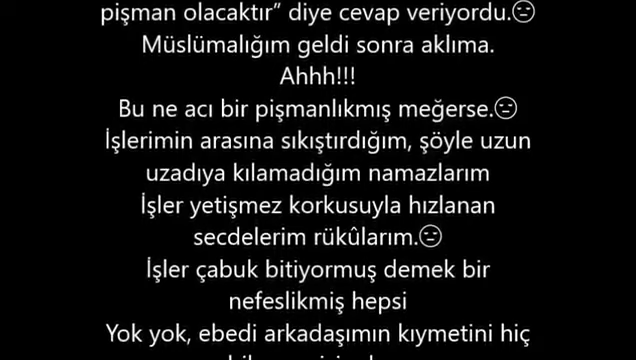 pişman olacaktır” diye cevap veriyordu.😔
Müslümalığım geldi sonra aklıma.
Ahhh!!!
Bu ne acı bir pişmanlıkmış meğerse.😔
İşlerimin arasına sıkıştırdığım, şöyle uzun
uzadıya kılamadığım namazlarım
İşler yetişmez korkusuyla hızlanan
secdelerim rükûlarım.😔
İşler çabuk bitiyormuş demek bir
nefeslikmiş hepsi
Yok yok, ebedi arkadaşımın kıymetini hiç